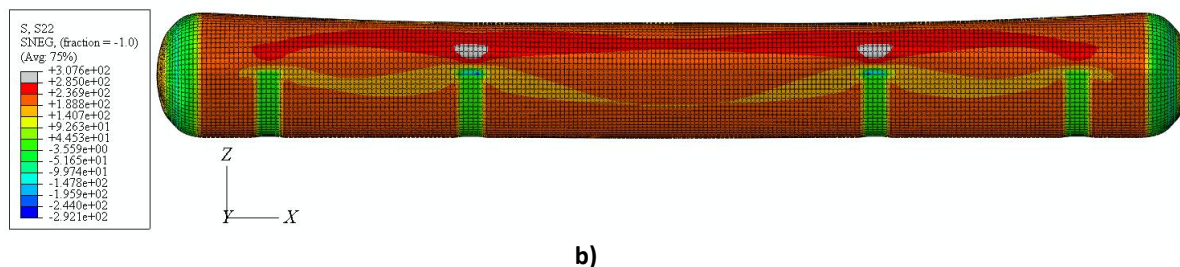 S, S22
SNEG, (fraction = -1.0)
(Avg: 75%)
+3.076e+02
+2.850e+02
+2.369e+02
+1.888e+02
+1.407e+02
+9.263e+01
+4.453e+01
-3.559e+00
-5.165e+01
-9.974e+01
-1.478e+02
-1.959e+02
-2.440e+02
-2.921e+02
Z
Y
X
b)